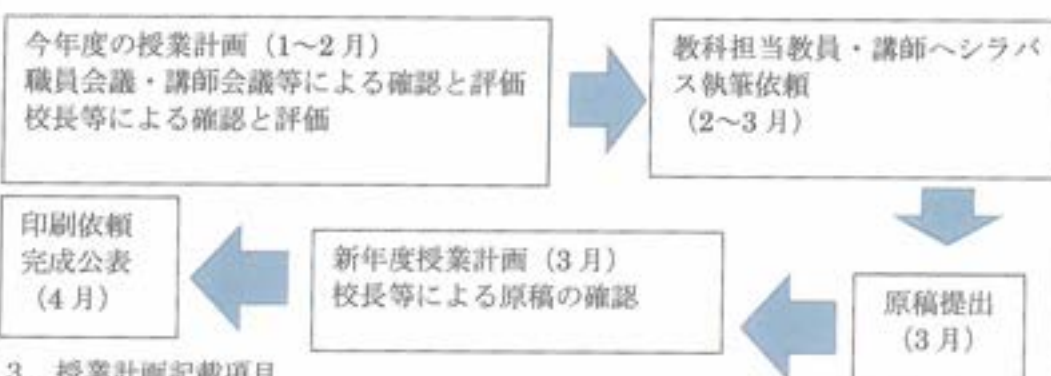 今年度の授業計画（1～2月）
職員会議・講師会議等による確認と評価
校長等による確認と評価
教科担当教員・講師へシラバ
ス執筆依頼
（2～3月）
原稿提出
（3月）
新年度授業計画（3月）
校長等による原稿の確認
印刷依頼
完成公表
（4月）
3　授業計画記載項目